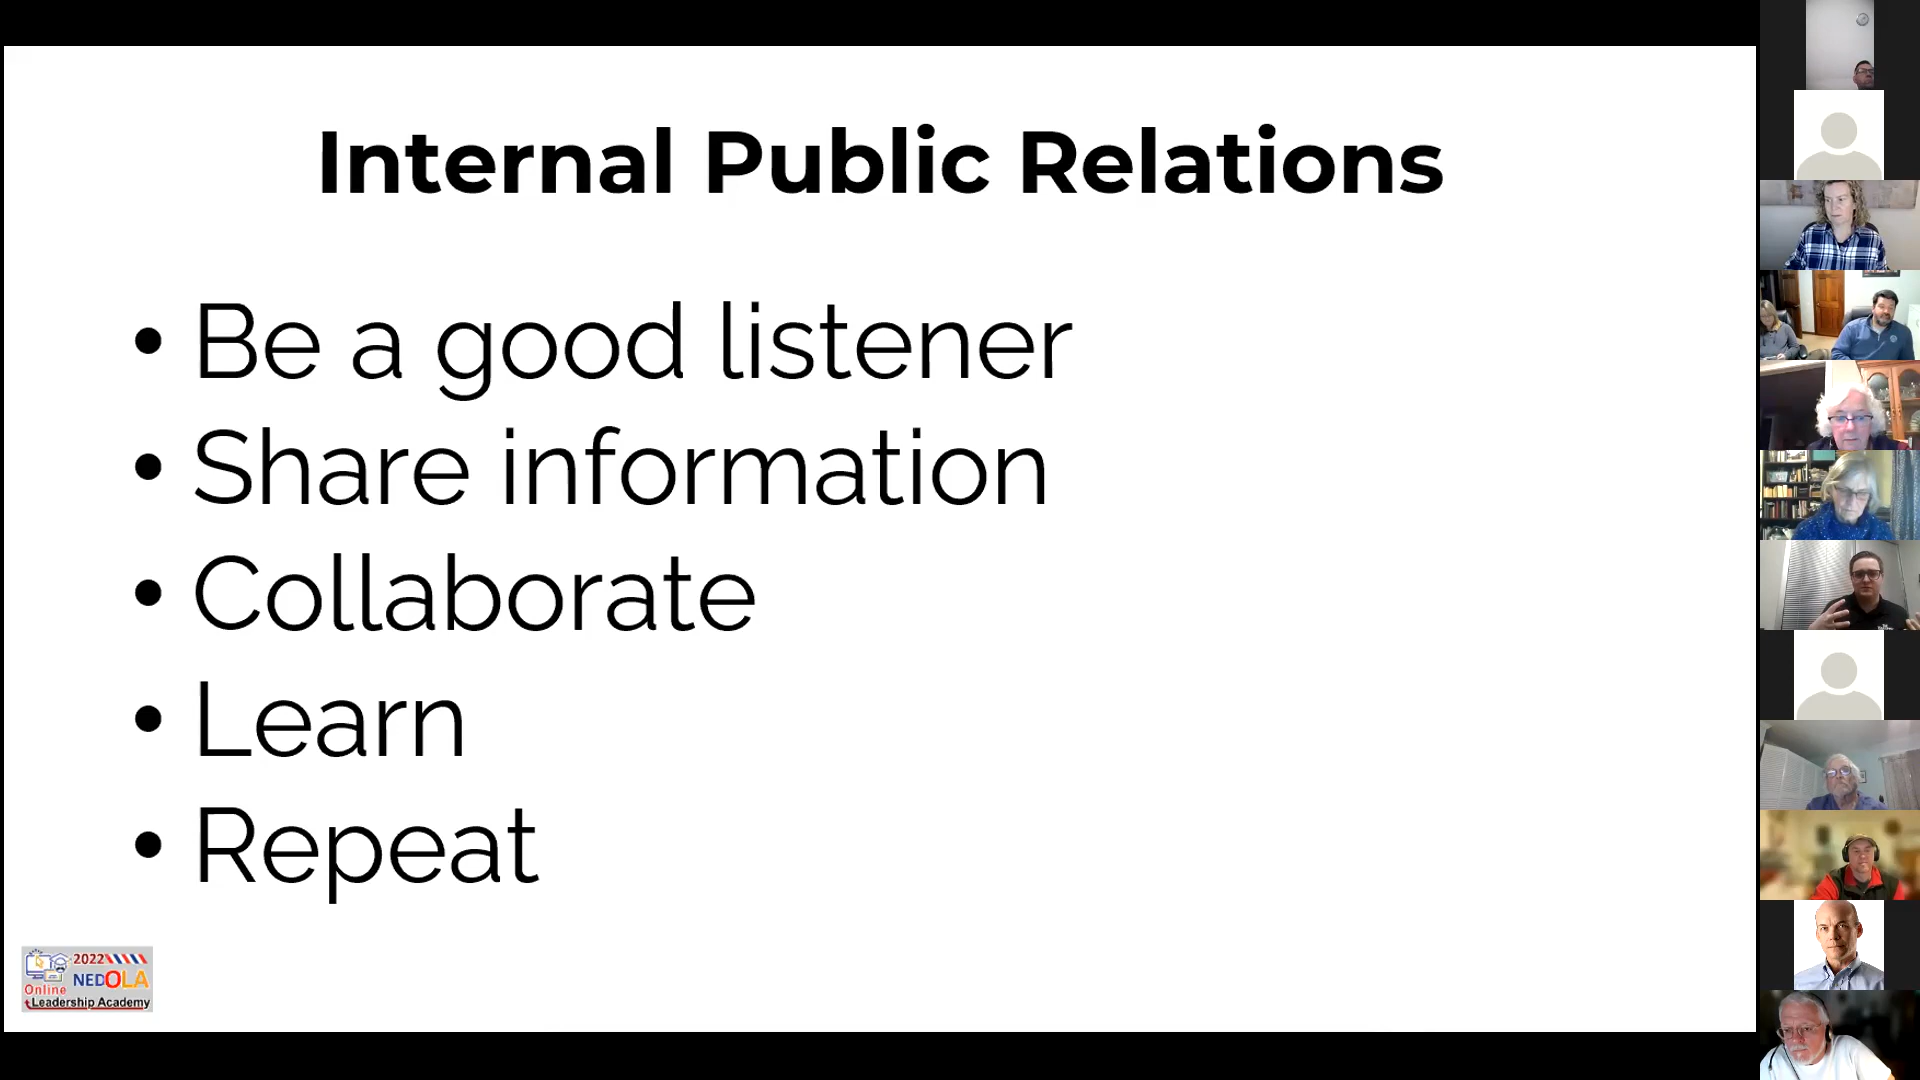 Internal Public Relations
• Be a good listener
• Share information
• Collaborate
• Learn
• Repeat
2022
NEDOLA
Online
Leadership Academy